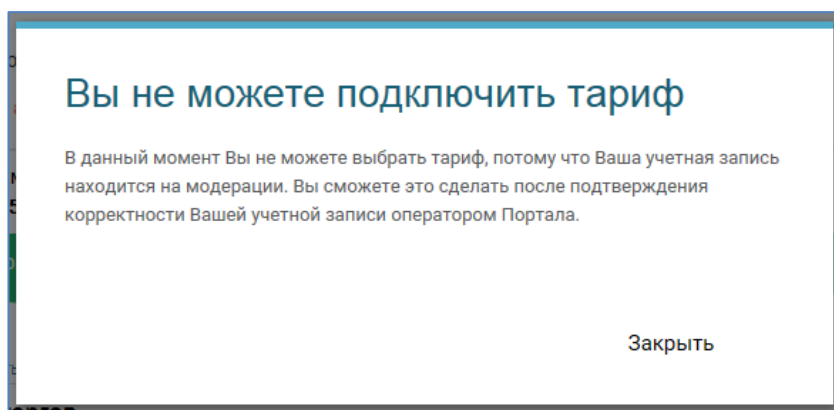 Вы не можете подключить тариф
В данный момент Вы не можете выбрать тариф, потому что Ваша учетная запись
находится на модерации. Вы сможете это сделать после подтверждения
корректности Вашей учетной записи оператором Портала.
Закрыть